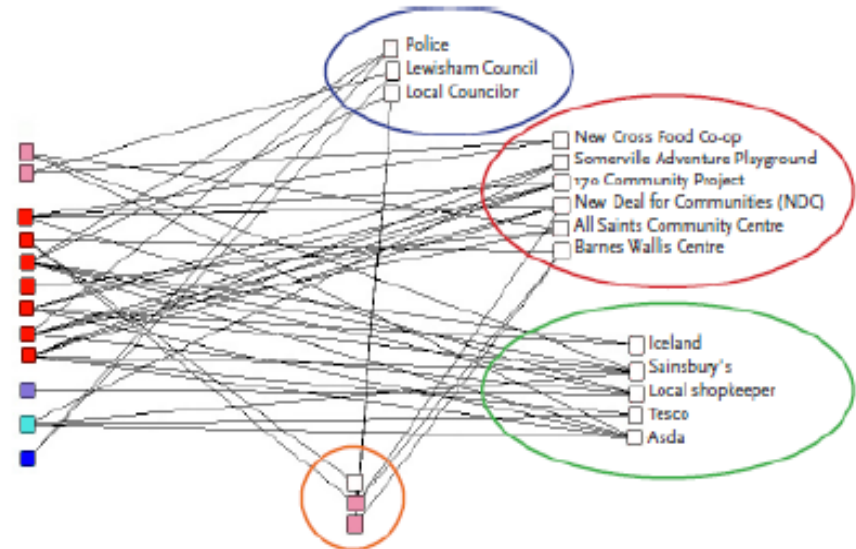 Police
Lewisham Council
Local Councilor
New Cross Food Co-op
Somerville Adventure Playground
170 Community Project
New Deal for Communities (NDC)
All Saints Community Centre
Barnes Wallis Centre
Iceland
Sainsbury's
Local shopkeeper
Tesco
Asda